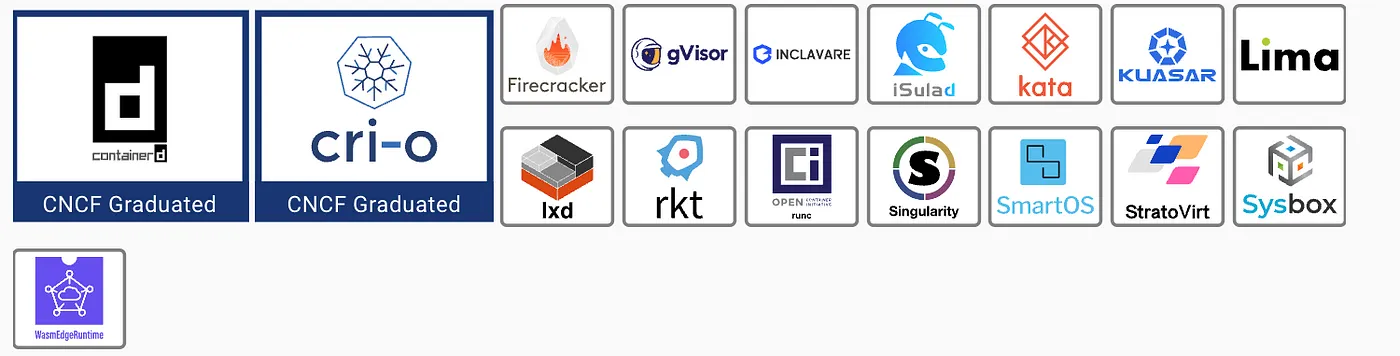 containerd
CNCF Graduated
cri-o
CNCF Graduated
Firecracker
gVisor
INCLAVARE
iSulad
kata
KUASAR
Lima
lxd
rkt
Ci
OPEN CONTAINER INITIATIVE
runc
S
Singularity
SmartOS
StratoVirt
Sysbox
WasmEdgeRuntime